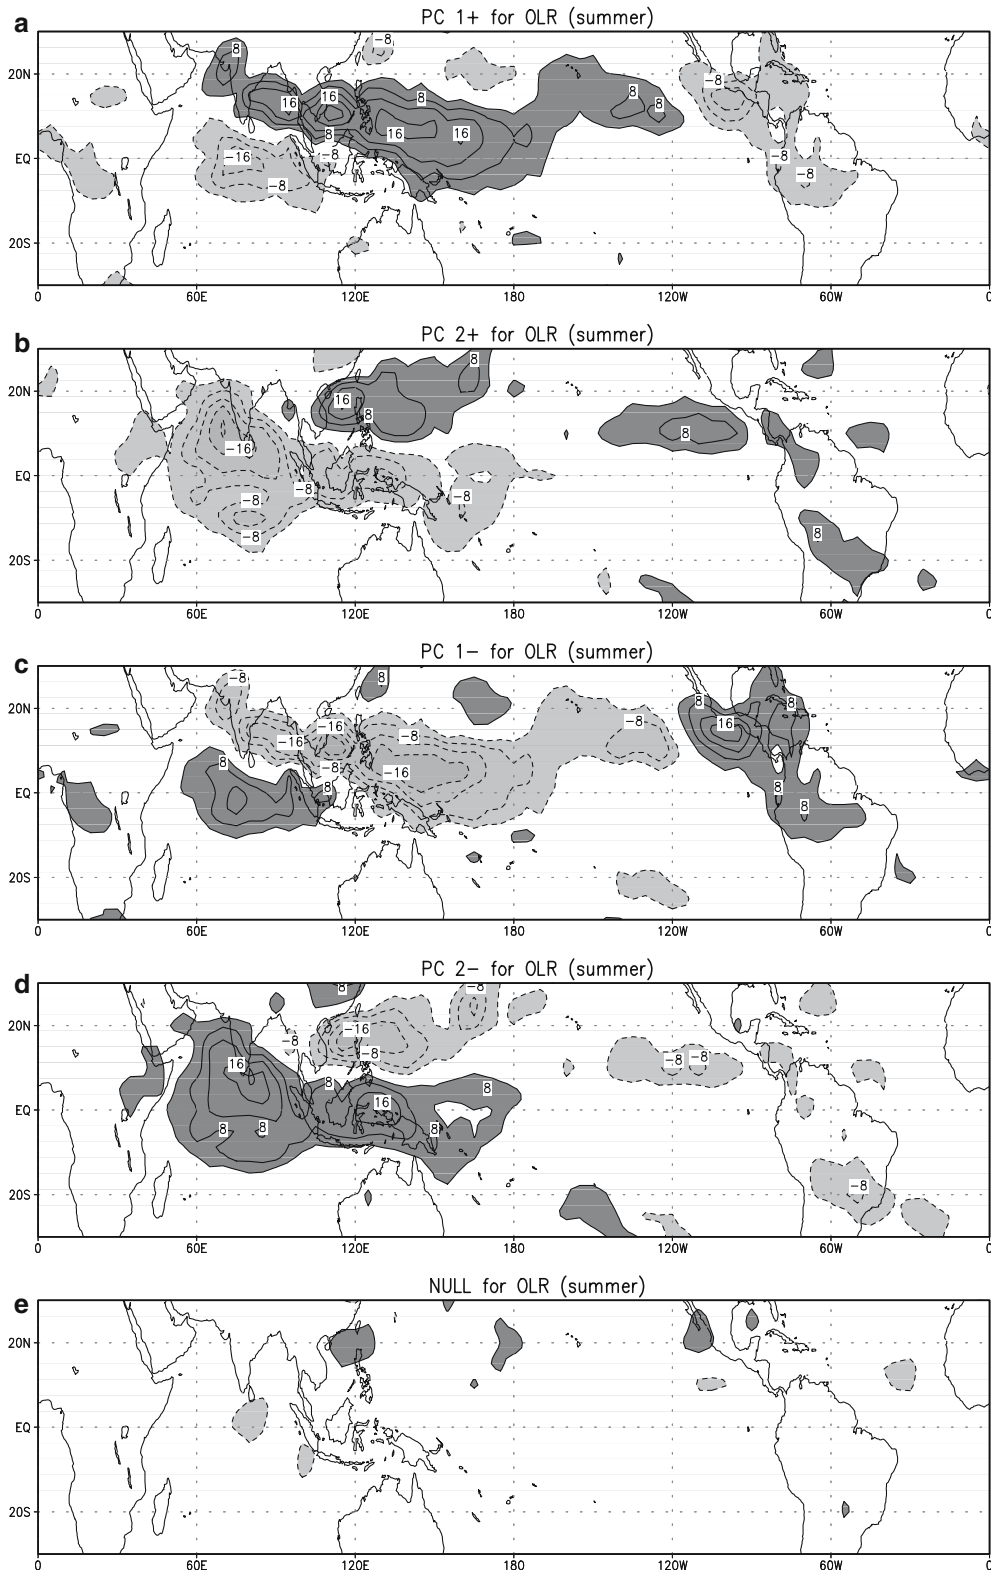 a
PC 1+ for OLR (summer)
20N
EQ
20S
8
16
16
8
8
16
16
-16
-8
-8
-8
8
8
-8
-8
-8
0
60E
120E
180
120W
60W
0
b
PC 2+ for OLR (summer)
20N
EQ
20S
8
16
8
-16
-8
-8
-8
-8
8
8
0
60E
120E
180
120W
60W
0
c
PC 1- for OLR (summer)
20N
EQ
20S
-8
8
-16
-16
-8
-8
-16
8
8
-8
8
16
8
8
8
0
60E
120E
180
120W
60W
0
d
PC 2- for OLR (summer)
20N
EQ
20S
8
-8
-16
-8
-8
16
8
16
8
8
8
8
-8
-8
-8
0
60E
120E
180
120W
60W
0
e
NULL for OLR (summer)
20N
EQ
20S
0
60E
120E
180
120W
60W
0